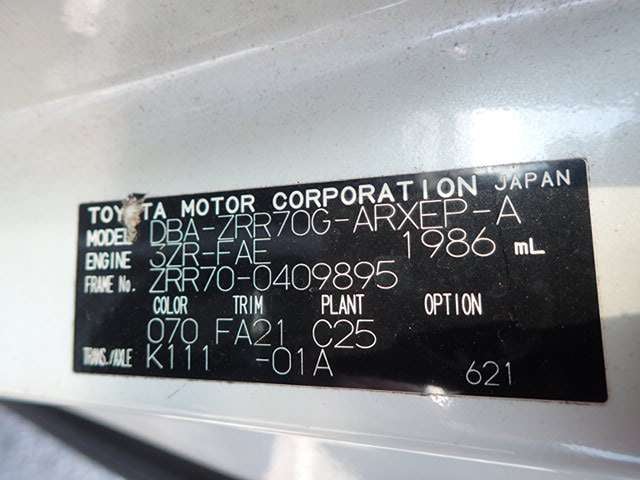 TOYOTA MOTOR CORPORATION JAPAN
MODEL DBA-ZRR70G-ARXEP-A
ENGINE 3ZR-FAE 1986 mL
FRAME No. ZRR70-0409895
COLOR TRIM PLANT OPTION
070 FA21 C25
TRANS./AXLE K111 -01A
621